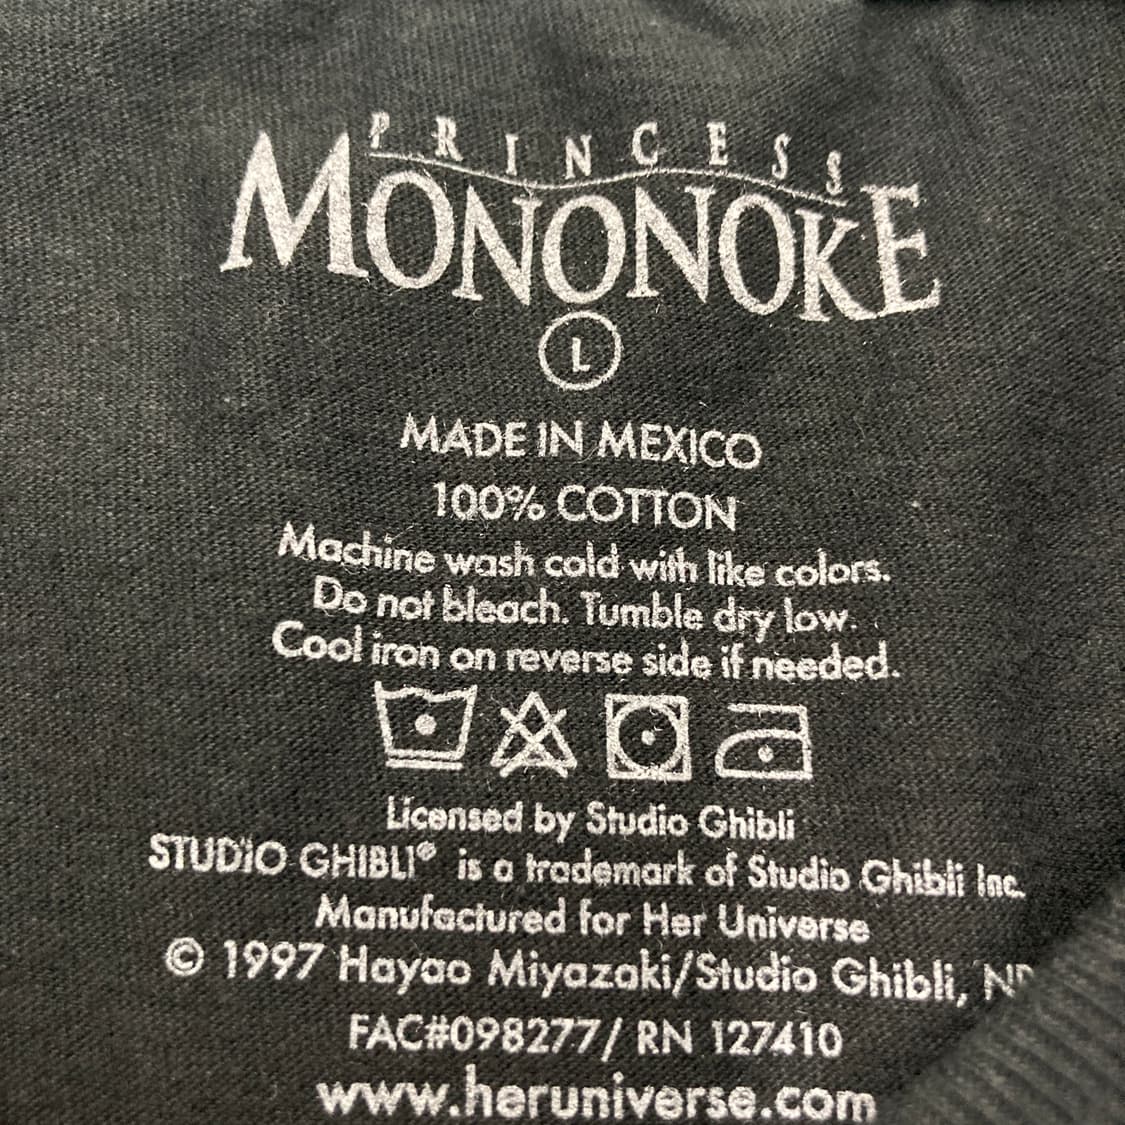 PRINCESS
MONONOKE
L
MADE IN MEXICO
100% COTTON
Machine wash cold with like colors.
Do not bleach. Tumble dry low.
Cool iron on reverse side if needed.
Licensed by Studio Ghibli
STUDIO GHIBLI® is a trademark of Studio Ghibli Inc.
Manufactured for Her Universe
© 1997 Hayao Miyazaki/Studio Ghibli,
FAC#098277/ RN 127410
www.heruniverse.com